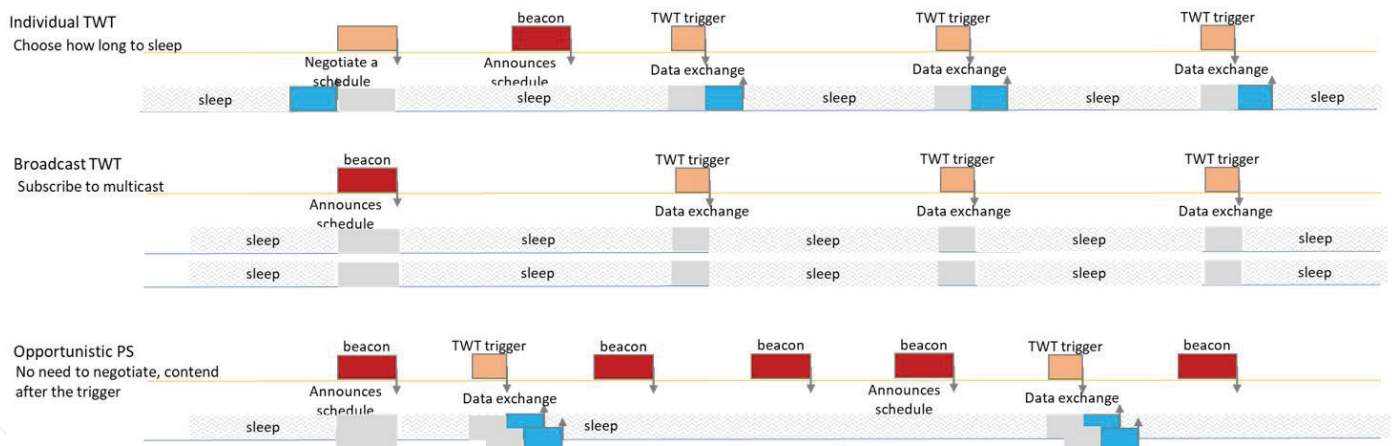 Individual TWT
Choose how long to sleep
beacon
TWT trigger
TWT trigger
TWT trigger
Negotiate a
schedule
Announces
schedule
Data exchange
Data exchange
Data exchange
sleep
sleep
sleep
sleep
sleep
Broadcast TWT
Subscribe to multicast
beacon
TWT trigger
TWT trigger
TWT trigger
Announces
schedule
Data exchange
Data exchange
Data exchange
sleep
sleep
sleep
sleep
sleep
sleep
sleep
sleep
sleep
sleep
Opportunistic PS
No need to negotiate, contend
after the trigger
beacon
TWT trigger
beacon
beacon
beacon
TWT trigger
beacon
Announces
schedule
Data exchange
Announces
schedule
Data exchange
sleep
sleep